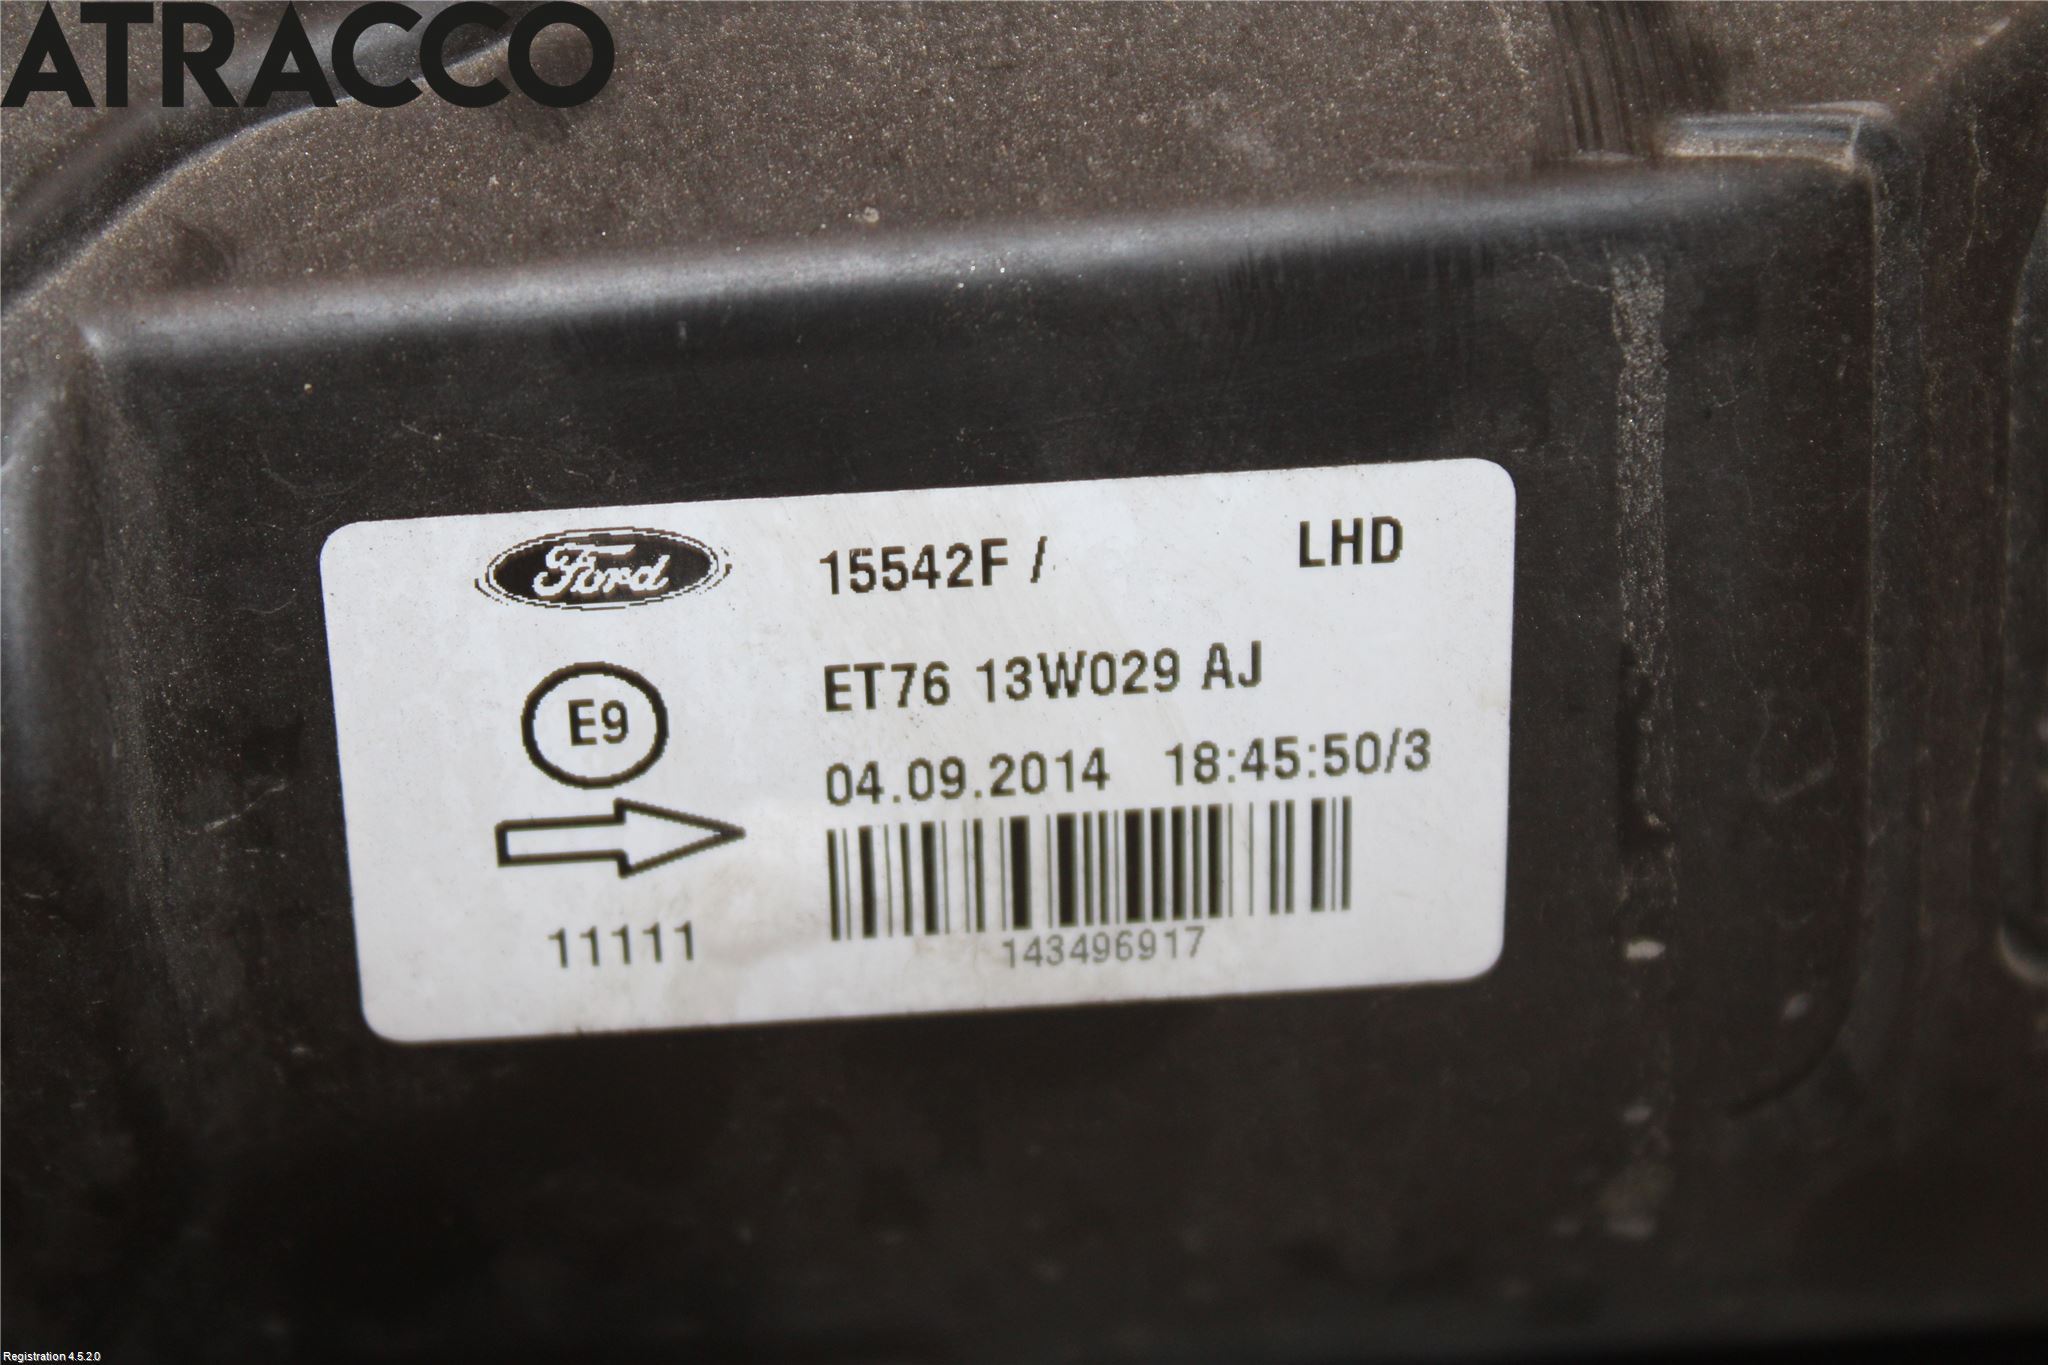 ATRACCO
Ford
15542F /
LHD
E9
ET76 13W029 AJ
04.09.2014 18:45:50/3
11111
143496917
Registration 4.5.2.0